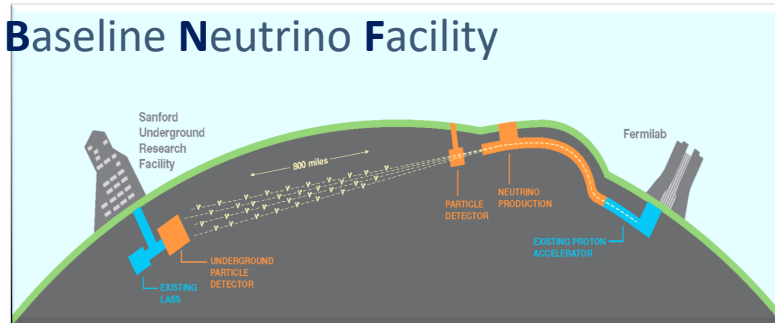 Baseline Neutrino Facility
Sanford
Underground
Research
Facility
Fermilab
800 miles
PARTICLE
DETECTOR
NEUTRINO
PRODUCTION
EXISTING PROTON
ACCELERATOR
UNDERGROUND
PARTICLE
DETECTOR
EXISTING
LABS